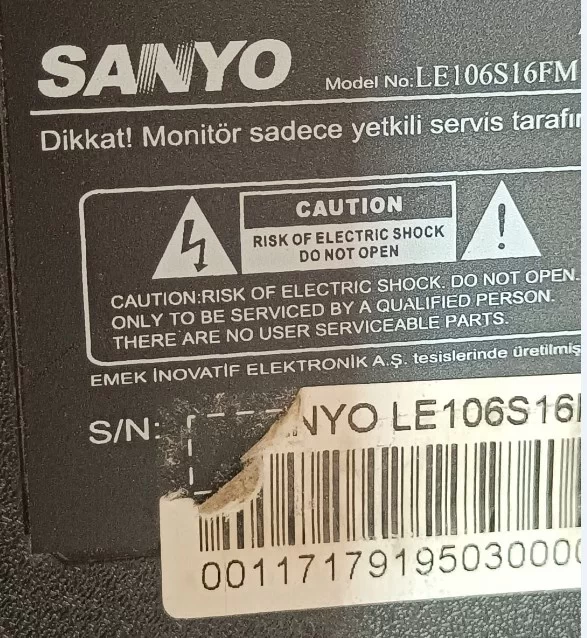 SANYO Model No:LE106S16FM
Dikkat! Monitör sadece yetkili servis
CAUTION
RISK OF ELECTRIC SHOCK
DO NOT OPEN
CAUTION:RISK OF ELECTRIC SHOCK. DO NOT OPEN.
ONLY TO BE SERVICED BY A QUALIFIED PERSON.
THERE ARE NO USER SERVICEABLE PARTS.
EMEK İNOVATİF ELEKTRONİK A.Ş. tesislerinde üretilmiş
S/N: NYO LE106S16
0011717919503000